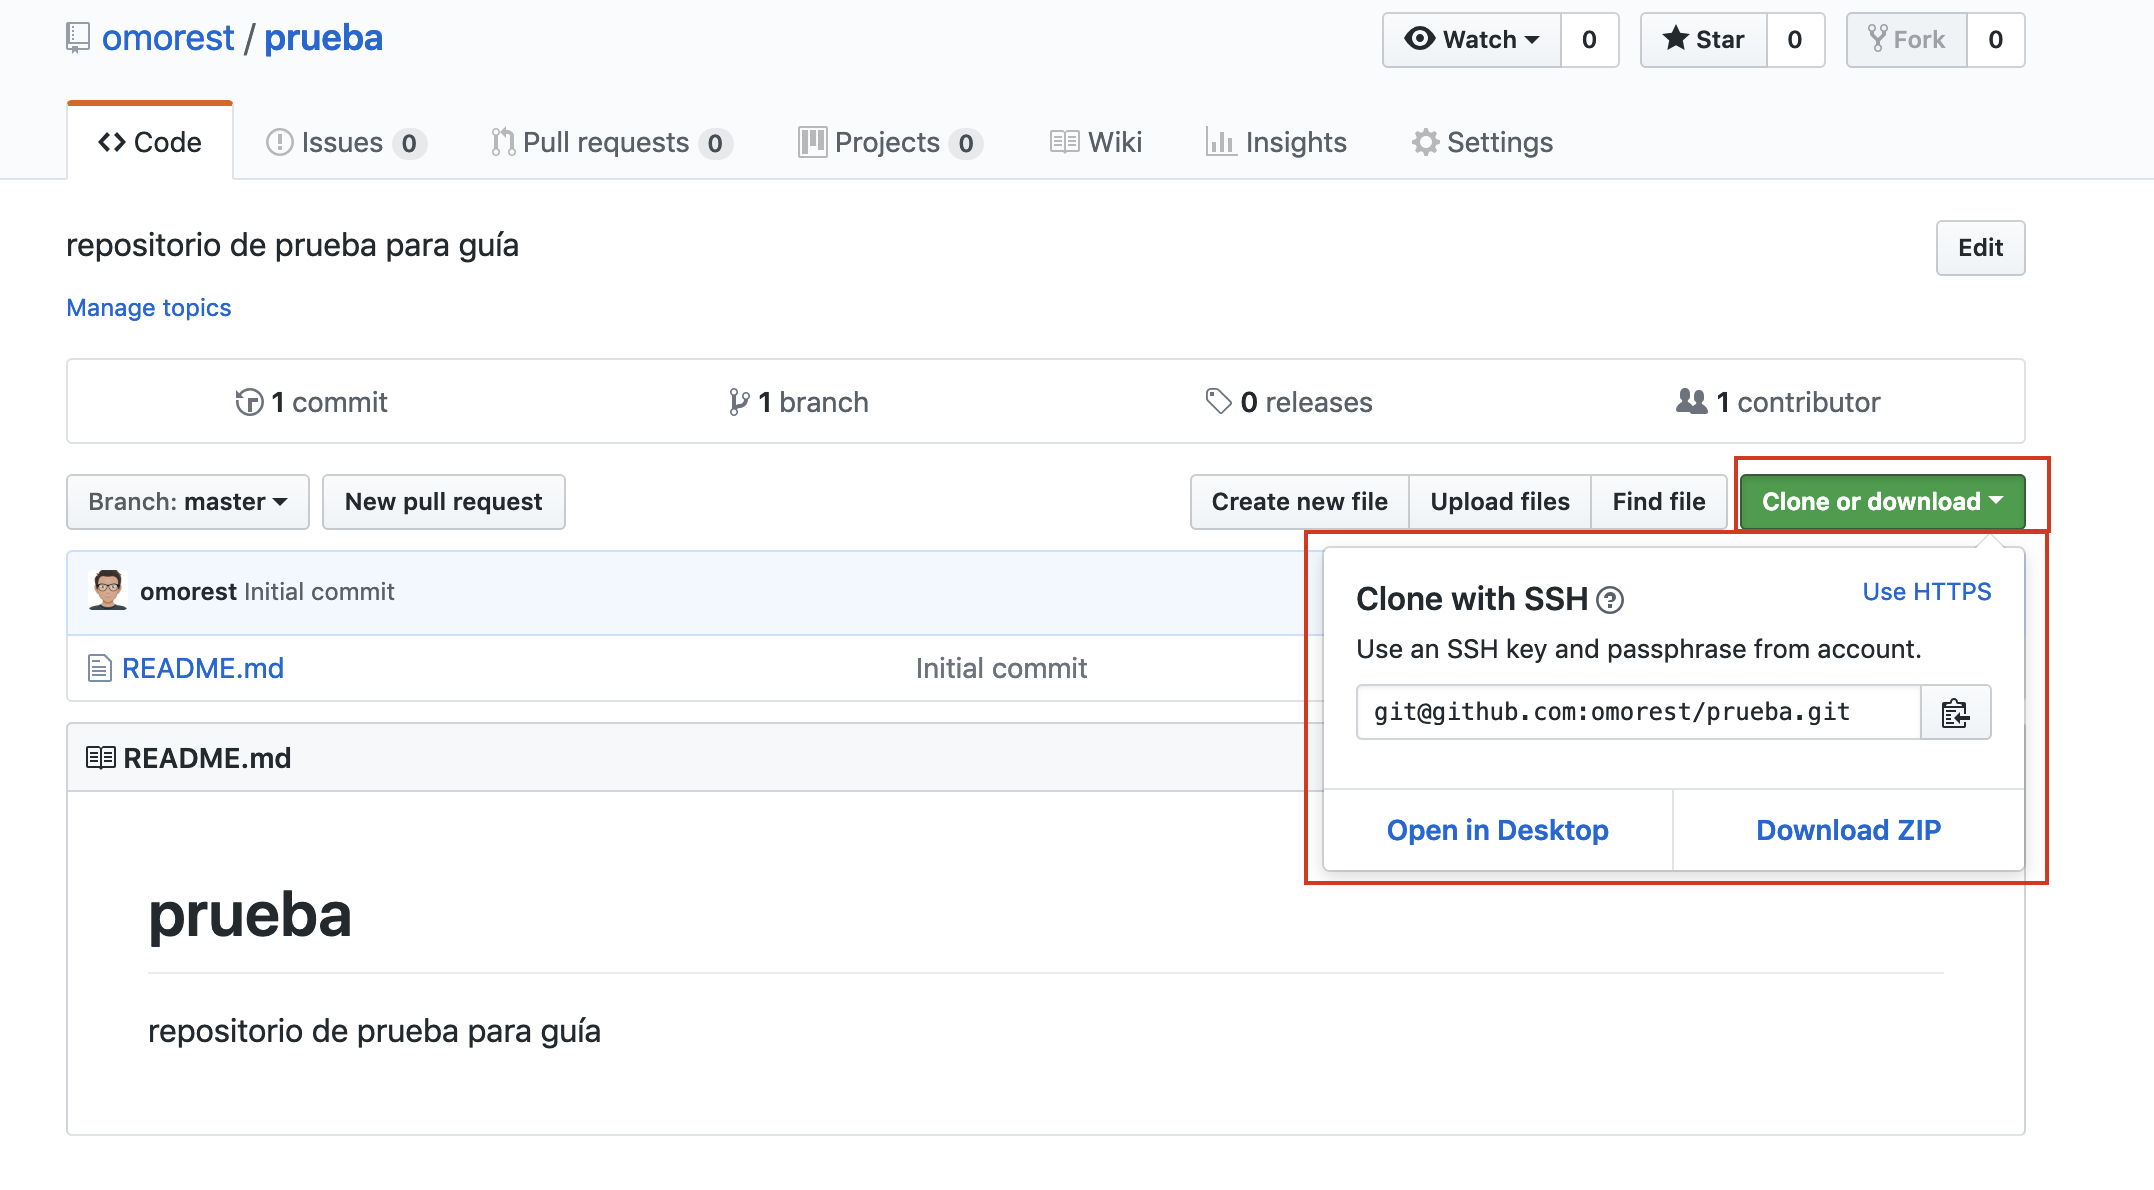 omorest / prueba
Watch 0 Star 0 Fork 0
Code Issues 0 Pull requests 0 Projects 0 Wiki Insights Settings
repositorio de prueba para guía
Edit
Manage topics
1 commit 1 branch 0 releases 1 contributor
Branch: master New pull request Create new file Upload files Find file Clone or download
omorest Initial commit
README.md Initial commit
Clone with SSH Use HTTPS
Use an SSH key and passphrase from account.
git@github.com:omorest/prueba.git
Open in Desktop Download ZIP
README.md
prueba
repositorio de prueba para guía